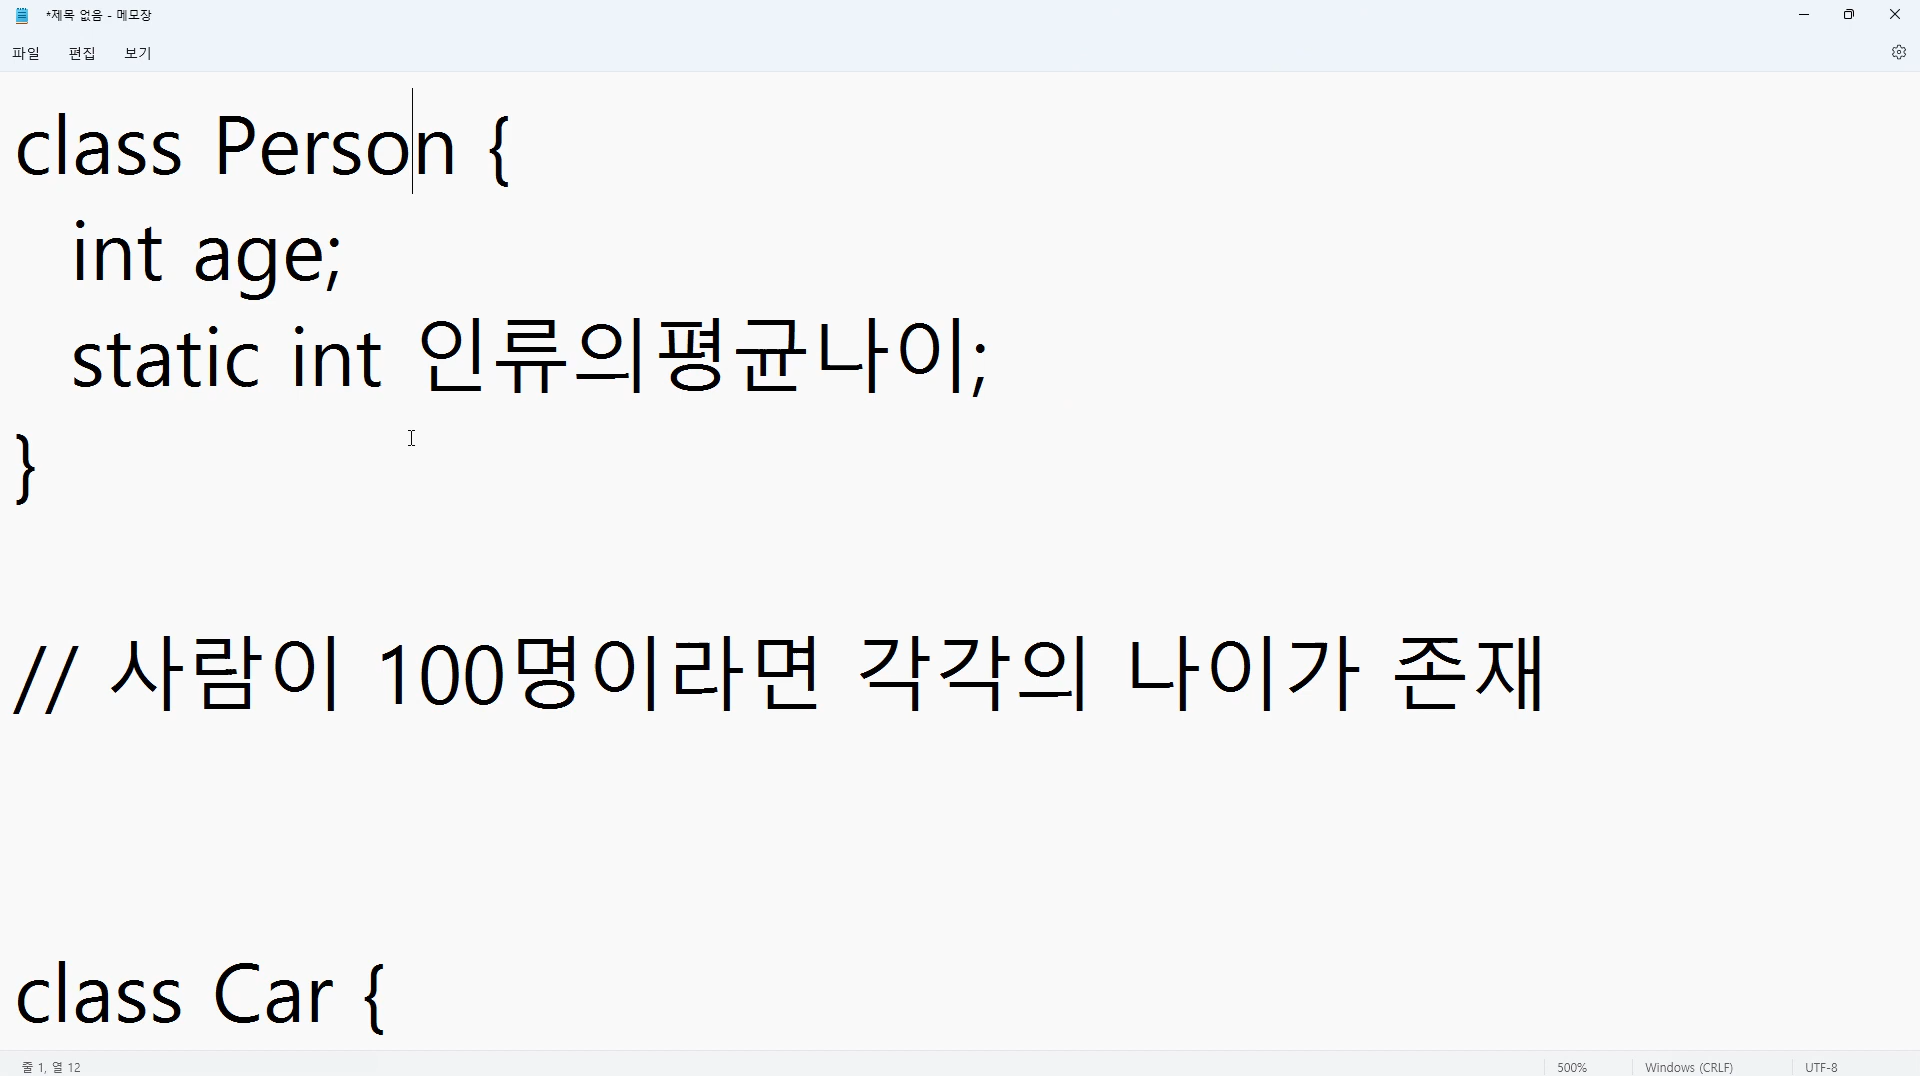 *제목 없음 - 메모장
파일 편집 보기
class Person {
int age;
static int 인류의평균나이;
}
// 사람이 100명이라면 각각의 나이가 존재
class Car {
줄 1, 열 12 500% Windows (CRLF) UTF-8